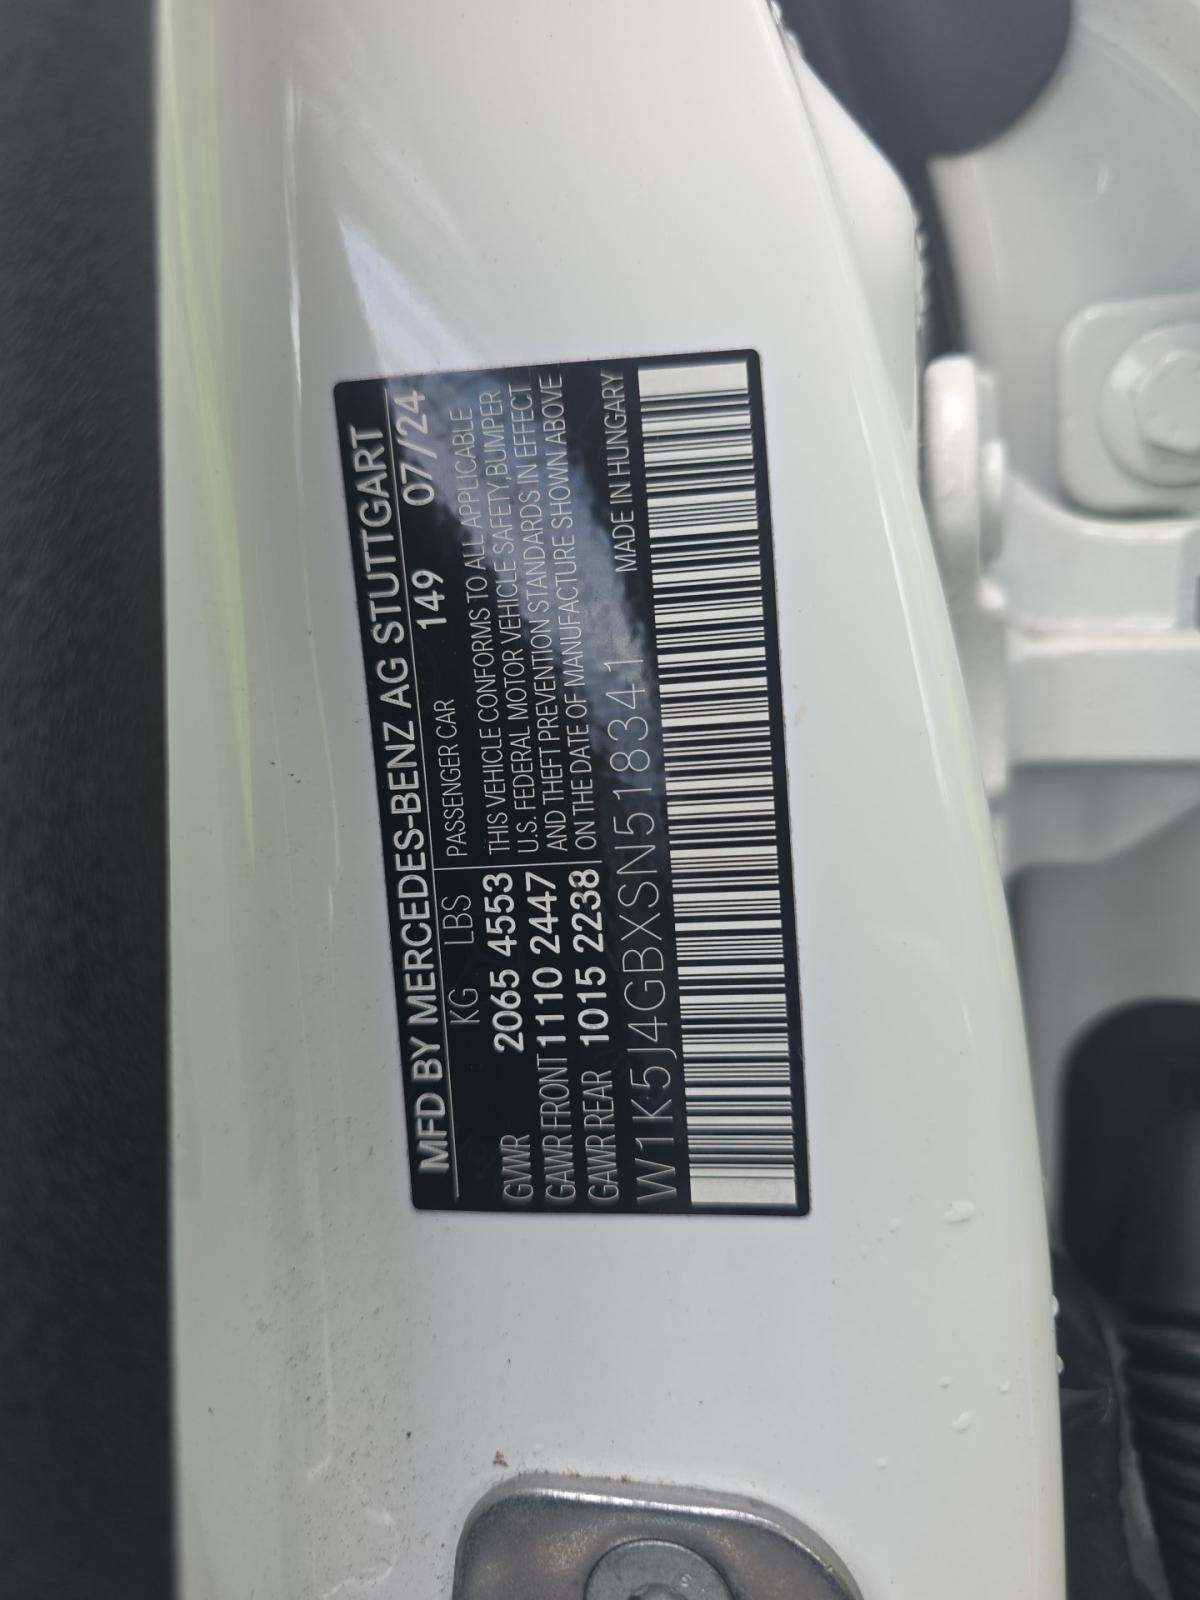 MFD BY MERCEDES-BENZ AG STUTTGART
KG LBS 149 07/24
PASSENGER CAR
GVWR 2065 4553
GAWR FRONT 1110 2447
GAWR REAR 1015 2238
THIS VEHICLE CONFORMS TO ALL APPLICABLE
U.S. FEDERAL MOTOR VEHICLE SAFETY,BUMPER
AND THEFT PREVENTION STANDARDS IN EFFECT
ON THE DATE OF MANUFACTURE SHOWN ABOVE
W1K5J4GBXSN518341 MADE IN HUNGARY